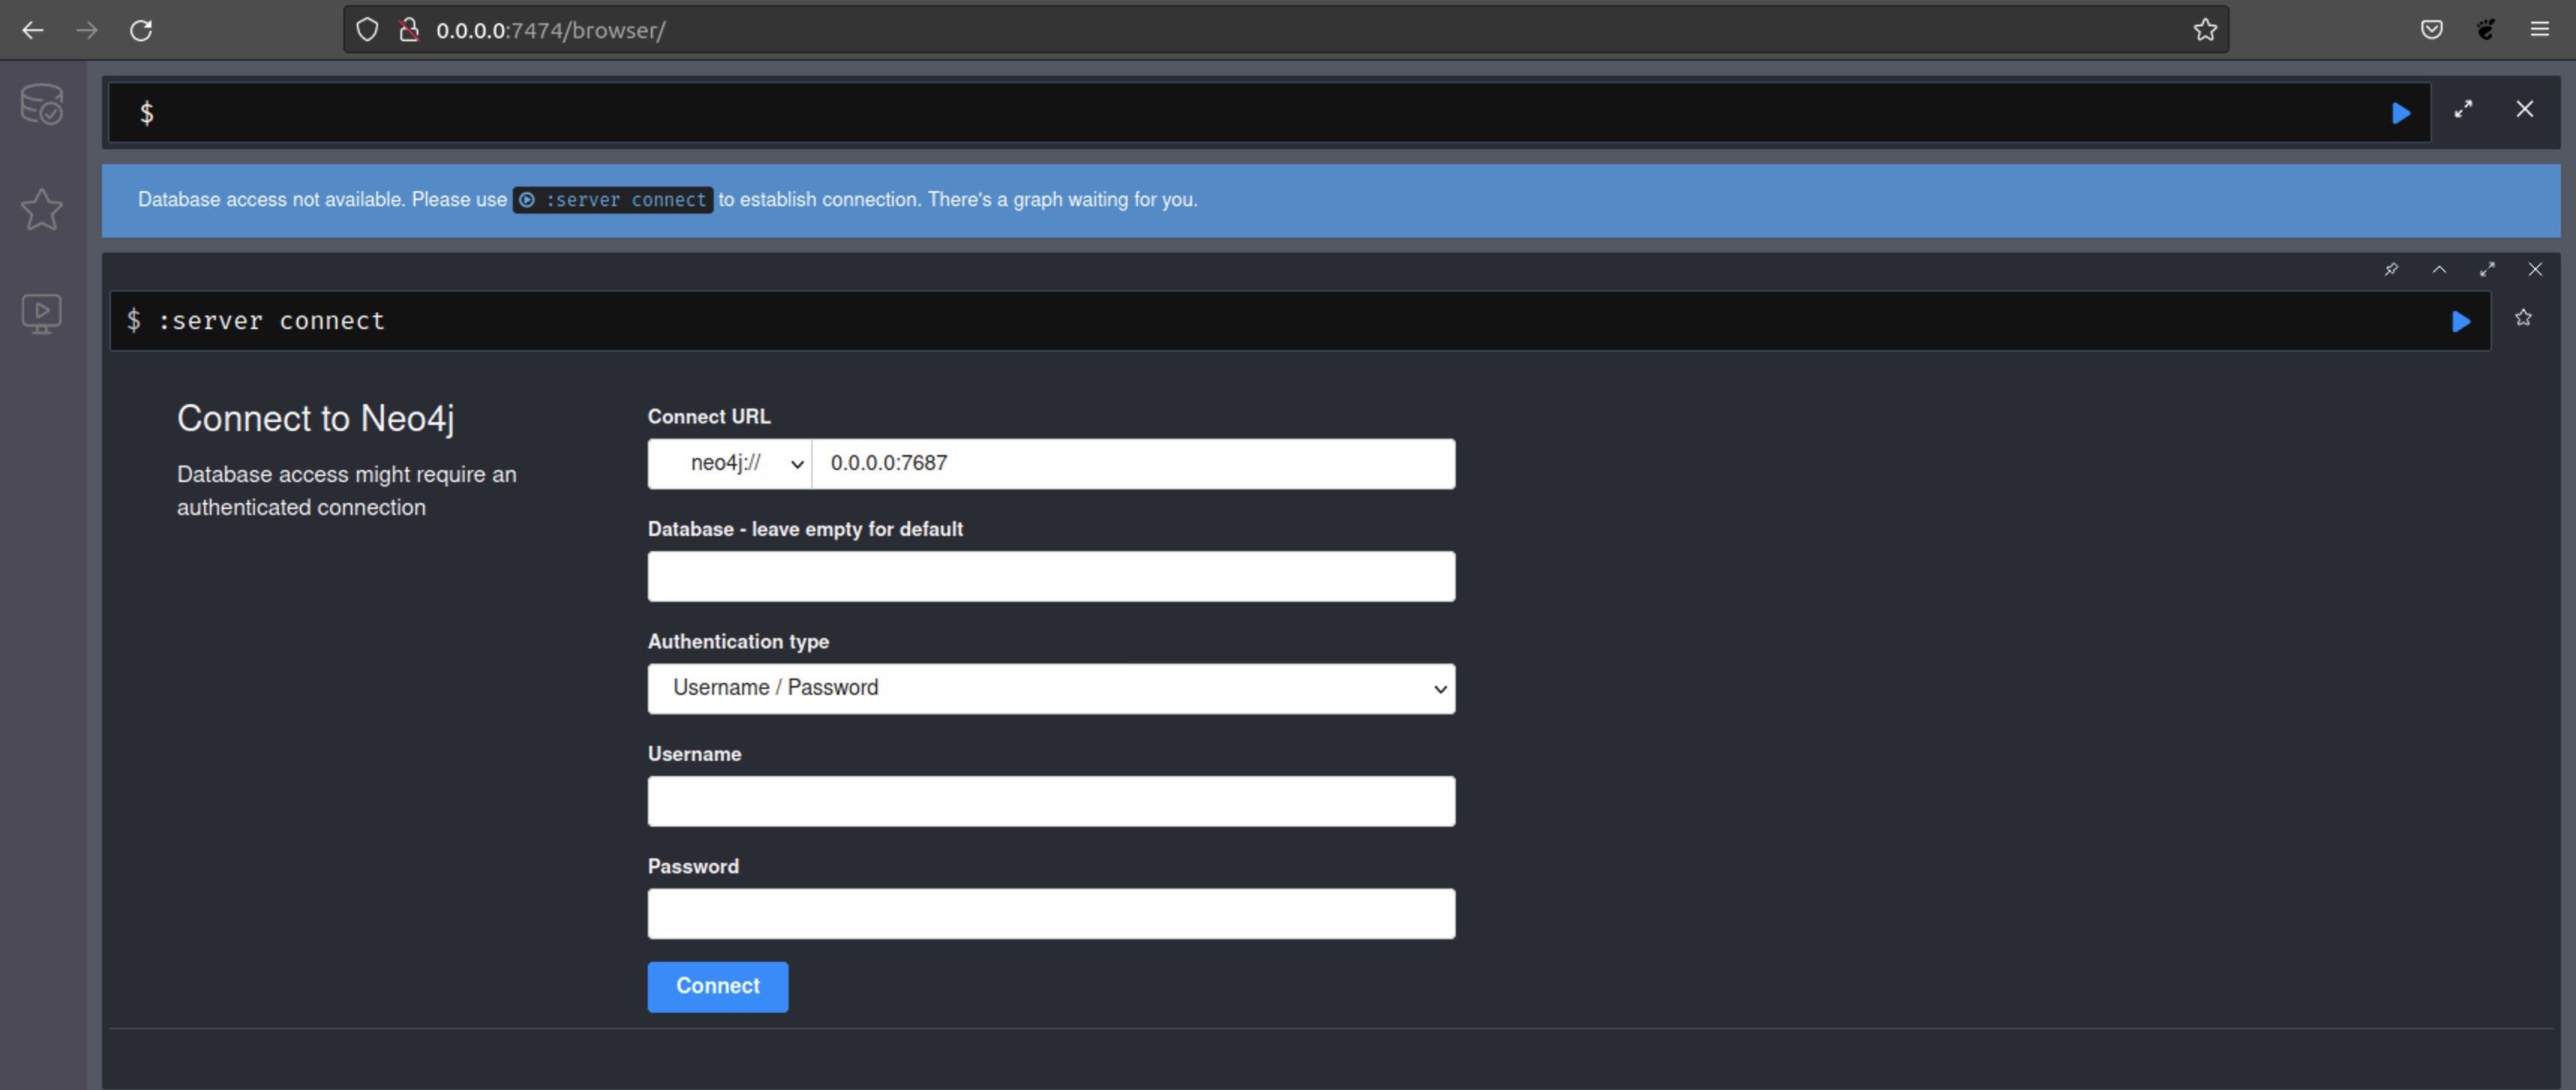 0.0.0.0:7474/browser/
$
Database access not available. Please use :server connect to establish connection. There's a graph waiting for you.
$ :server connect
Connect to Neo4j
Database access might require an
authenticated connection
Connect URL
neo4j:// 0.0.0.0:7687
Database - leave empty for default
Authentication type
Username / Password
Username
Password
Connect